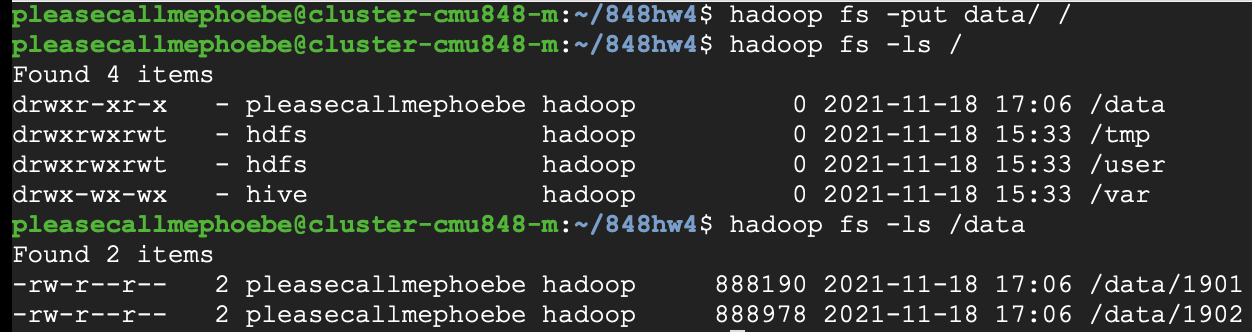 pleasecallmephoebe@cluster-cmu848-m:~/848hw4$ hadoop fs -put data/ /
pleasecallmephoebe@cluster-cmu848-m:~/848hw4$ hadoop fs -ls /
Found 4 items
drwxr-xr-x   - pleasecallmephoebe hadoop          0 2021-11-18 17:06 /data
drwxrwxrwt   - hdfs               hadoop          0 2021-11-18 15:33 /tmp
drwxrwxrwt   - hdfs               hadoop          0 2021-11-18 15:33 /user
drwx-wx-wx   - hive               hadoop          0 2021-11-18 15:33 /var
pleasecallmephoebe@cluster-cmu848-m:~/848hw4$ hadoop fs -ls /data
Found 2 items
-rw-r--r--   2 pleasecallmephoebe hadoop     888190 2021-11-18 17:06 /data/1901
-rw-r--r--   2 pleasecallmephoebe hadoop     888978 2021-11-18 17:06 /data/1902